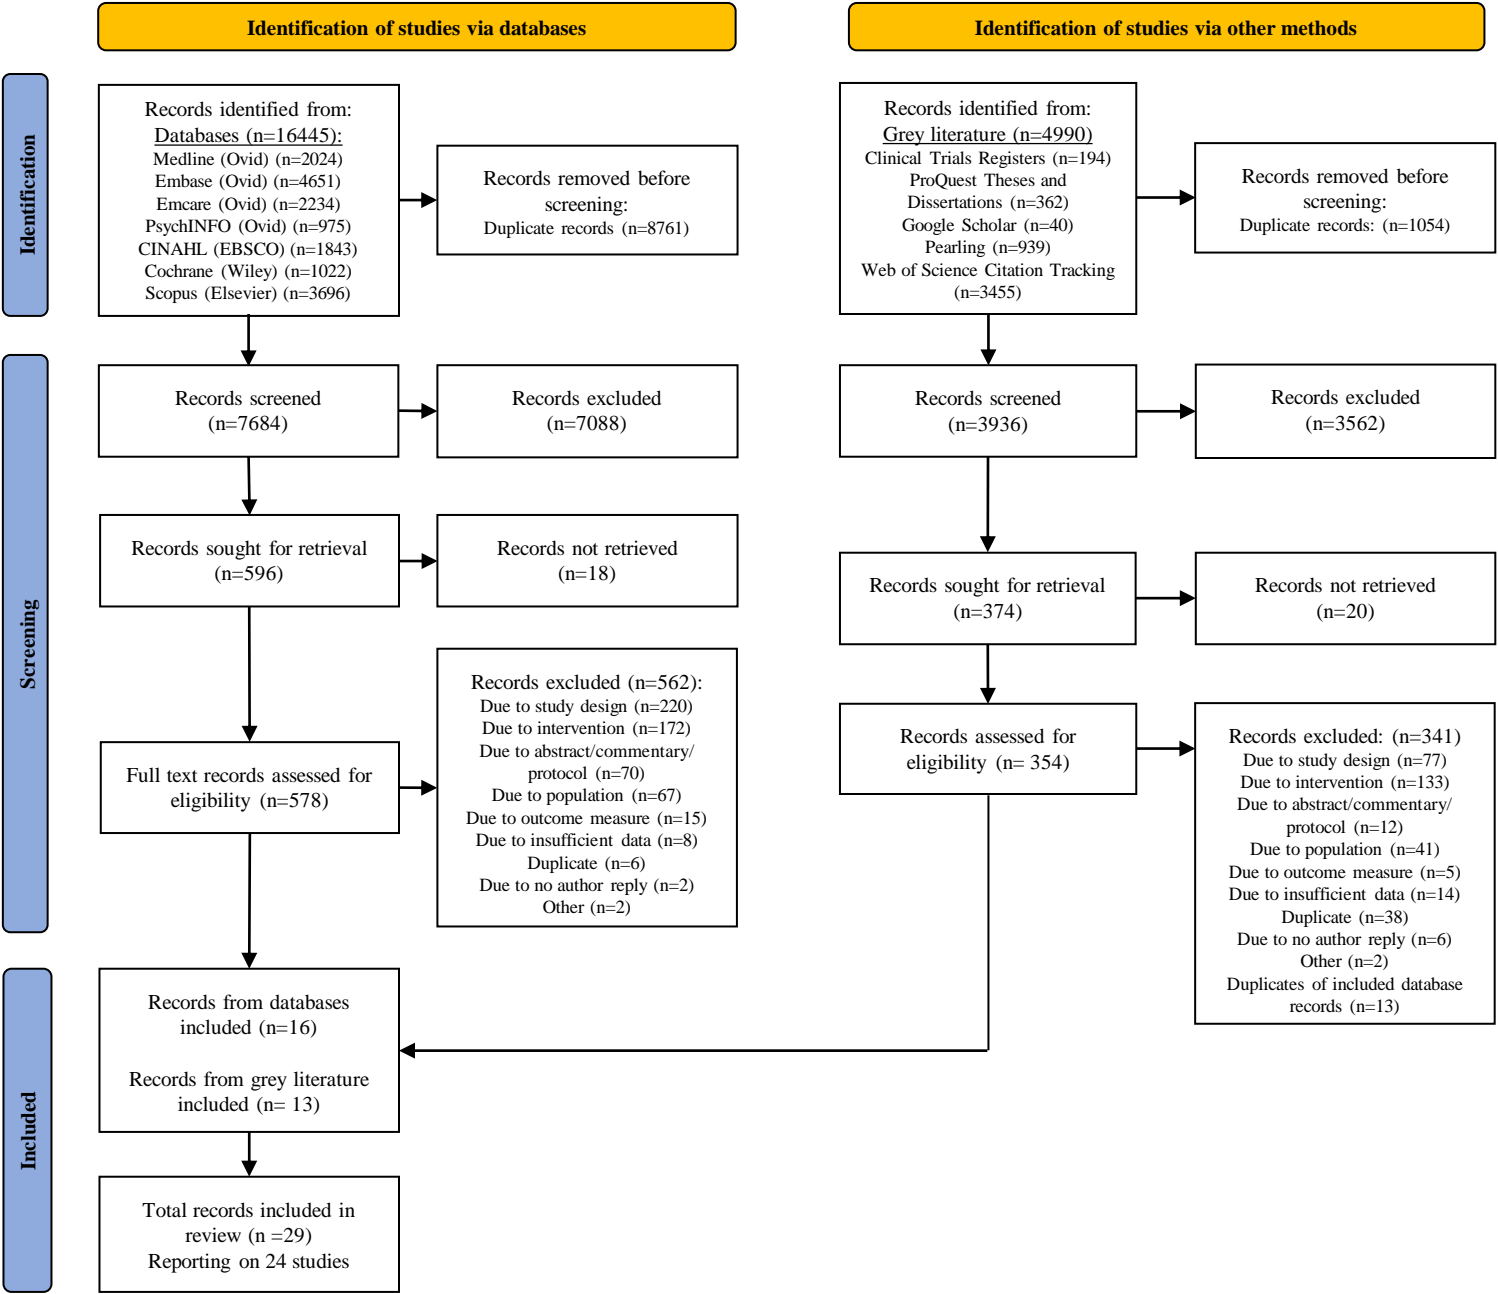 Identification of studies via databases
Identification of studies via other methods
Identification
Records identified from:
Databases (n=16445):
Medline (Ovid) (n=2024)
Embase (Ovid) (n=4651)
Emcare (Ovid) (n=2234)
PsychINFO (Ovid) (n=975)
CINAHL (EBSCO) (n=1843)
Cochrane (Wiley) (n=1022)
Scopus (Elsevier) (n=3696)
Records removed before
screening:
Duplicate records (n=8761)
Records identified from:
Grey literature (n=4990)
Clinical Trials Registers (n=194)
ProQuest Theses and
Dissertations (n=362)
Google Scholar (n=40)
Pearling (n=939)
Web of Science Citation Tracking
(n=3455)
Records removed before
screening:
Duplicate records: (n=1054)
Screening
Records screened
(n=7684)
Records excluded
(n=7088)
Records screened
(n=3936)
Records excluded
(n=3562)
Records sought for retrieval
(n=596)
Records not retrieved
(n=18)
Records sought for retrieval
(n=374)
Records not retrieved
(n=20)
Full text records assessed for
eligibility (n=578)
Records excluded (n=562):
Due to study design (n=220)
Due to intervention (n=172)
Due to abstract/commentary/
protocol (n=70)
Due to population (n=67)
Due to outcome measure (n=15)
Due to insufficient data (n=8)
Duplicate (n=6)
Due to no author reply (n=2)
Other (n=2)
Records assessed for
eligibility (n= 354)
Records excluded: (n=341)
Due to study design (n=77)
Due to intervention (n=133)
Due to abstract/commentary/
protocol (n=12)
Due to population (n=41)
Due to outcome measure (n=5)
Due to insufficient data (n=14)
Duplicate (n=38)
Due to no author reply (n=6)
Other (n=2)
Duplicates of included database
records (n=13)
Included
Records from databases
included (n=16)
Records from grey literature
included (n= 13)
Total records included in
review (n =29)
Reporting on 24 studies